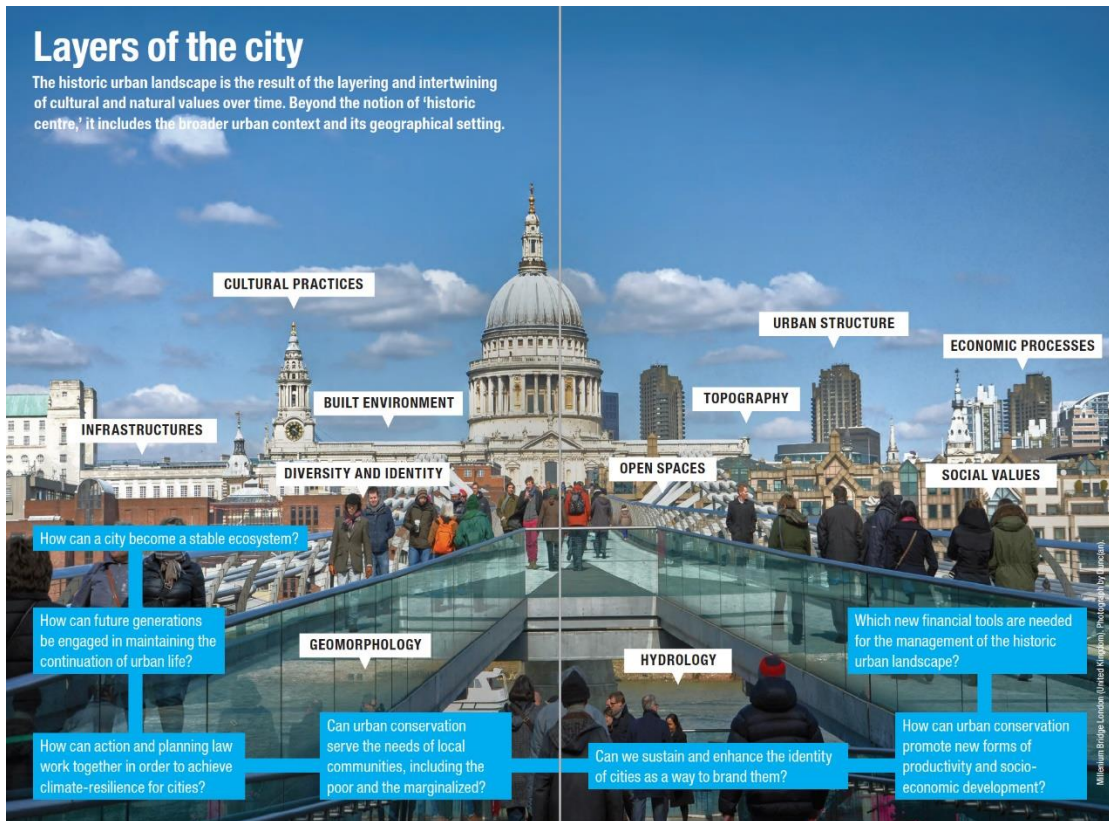 Layers of the city
The historic urban landscape is the result of the layering and intertwining
of cultural and natural values over time. Beyond the notion of ‘historic
centre,’ it includes the broader urban context and its geographical setting.
CULTURAL PRACTICES
URBAN STRUCTURE
ECONOMIC PROCESSES
BUILT ENVIRONMENT
TOPOGRAPHY
INFRASTRUCTURES
DIVERSITY AND IDENTITY
OPEN SPACES
SOCIAL VALUES
How can a city become a stable ecosystem?
How can future generations
be engaged in maintaining the
continuation of urban life?
GEOMORPHOLOGY
HYDROLOGY
Which new financial tools are needed
for the management of the historic
urban landscape?
How can action and planning law
work together in order to achieve
climate-resilience for cities?
Can urban conservation
serve the needs of local
communities, including the
poor and the marginalized?
Can we sustain and enhance the identity
of cities as a way to brand them?
How can urban conservation
promote new forms of
productivity and socio-
economic development?
Millenium Bridge London (United Kingdom). Photograph by